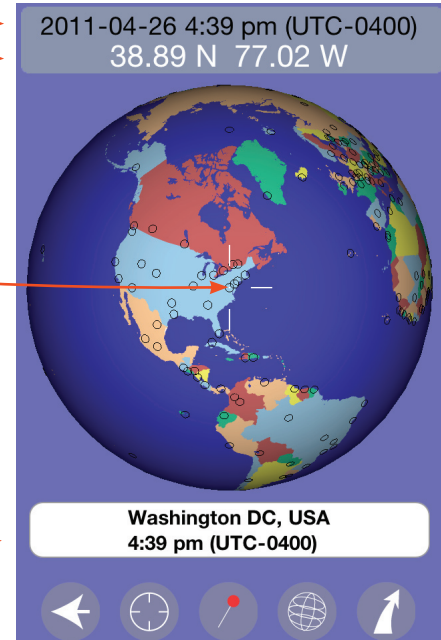 2011-04-26 4:39 pm (UTC-0400)
38.89 N 77.02 W
Washington DC, USA
4:39 pm (UTC-0400)